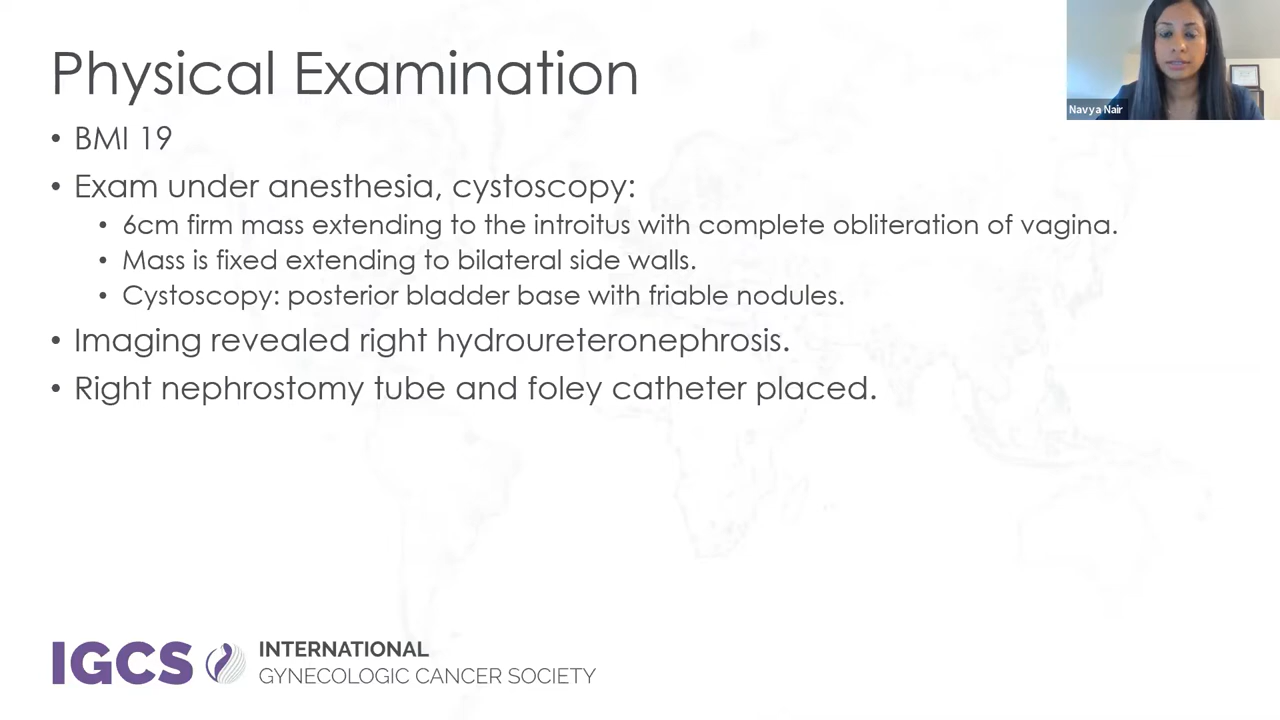 Physical Examination
Navya Nair
• BMI 19
• Exam under anesthesia, cystoscopy:
• 6cm firm mass extending to the introitus with complete obliteration of vagina.
• Mass is fixed extending to bilateral side walls.
• Cystoscopy: posterior bladder base with friable nodules.
• Imaging revealed right hydroureteronephrosis.
• Right nephrostomy tube and foley catheter placed.
IGCS
INTERNATIONAL
GYNECOLOGIC CANCER SOCIETY